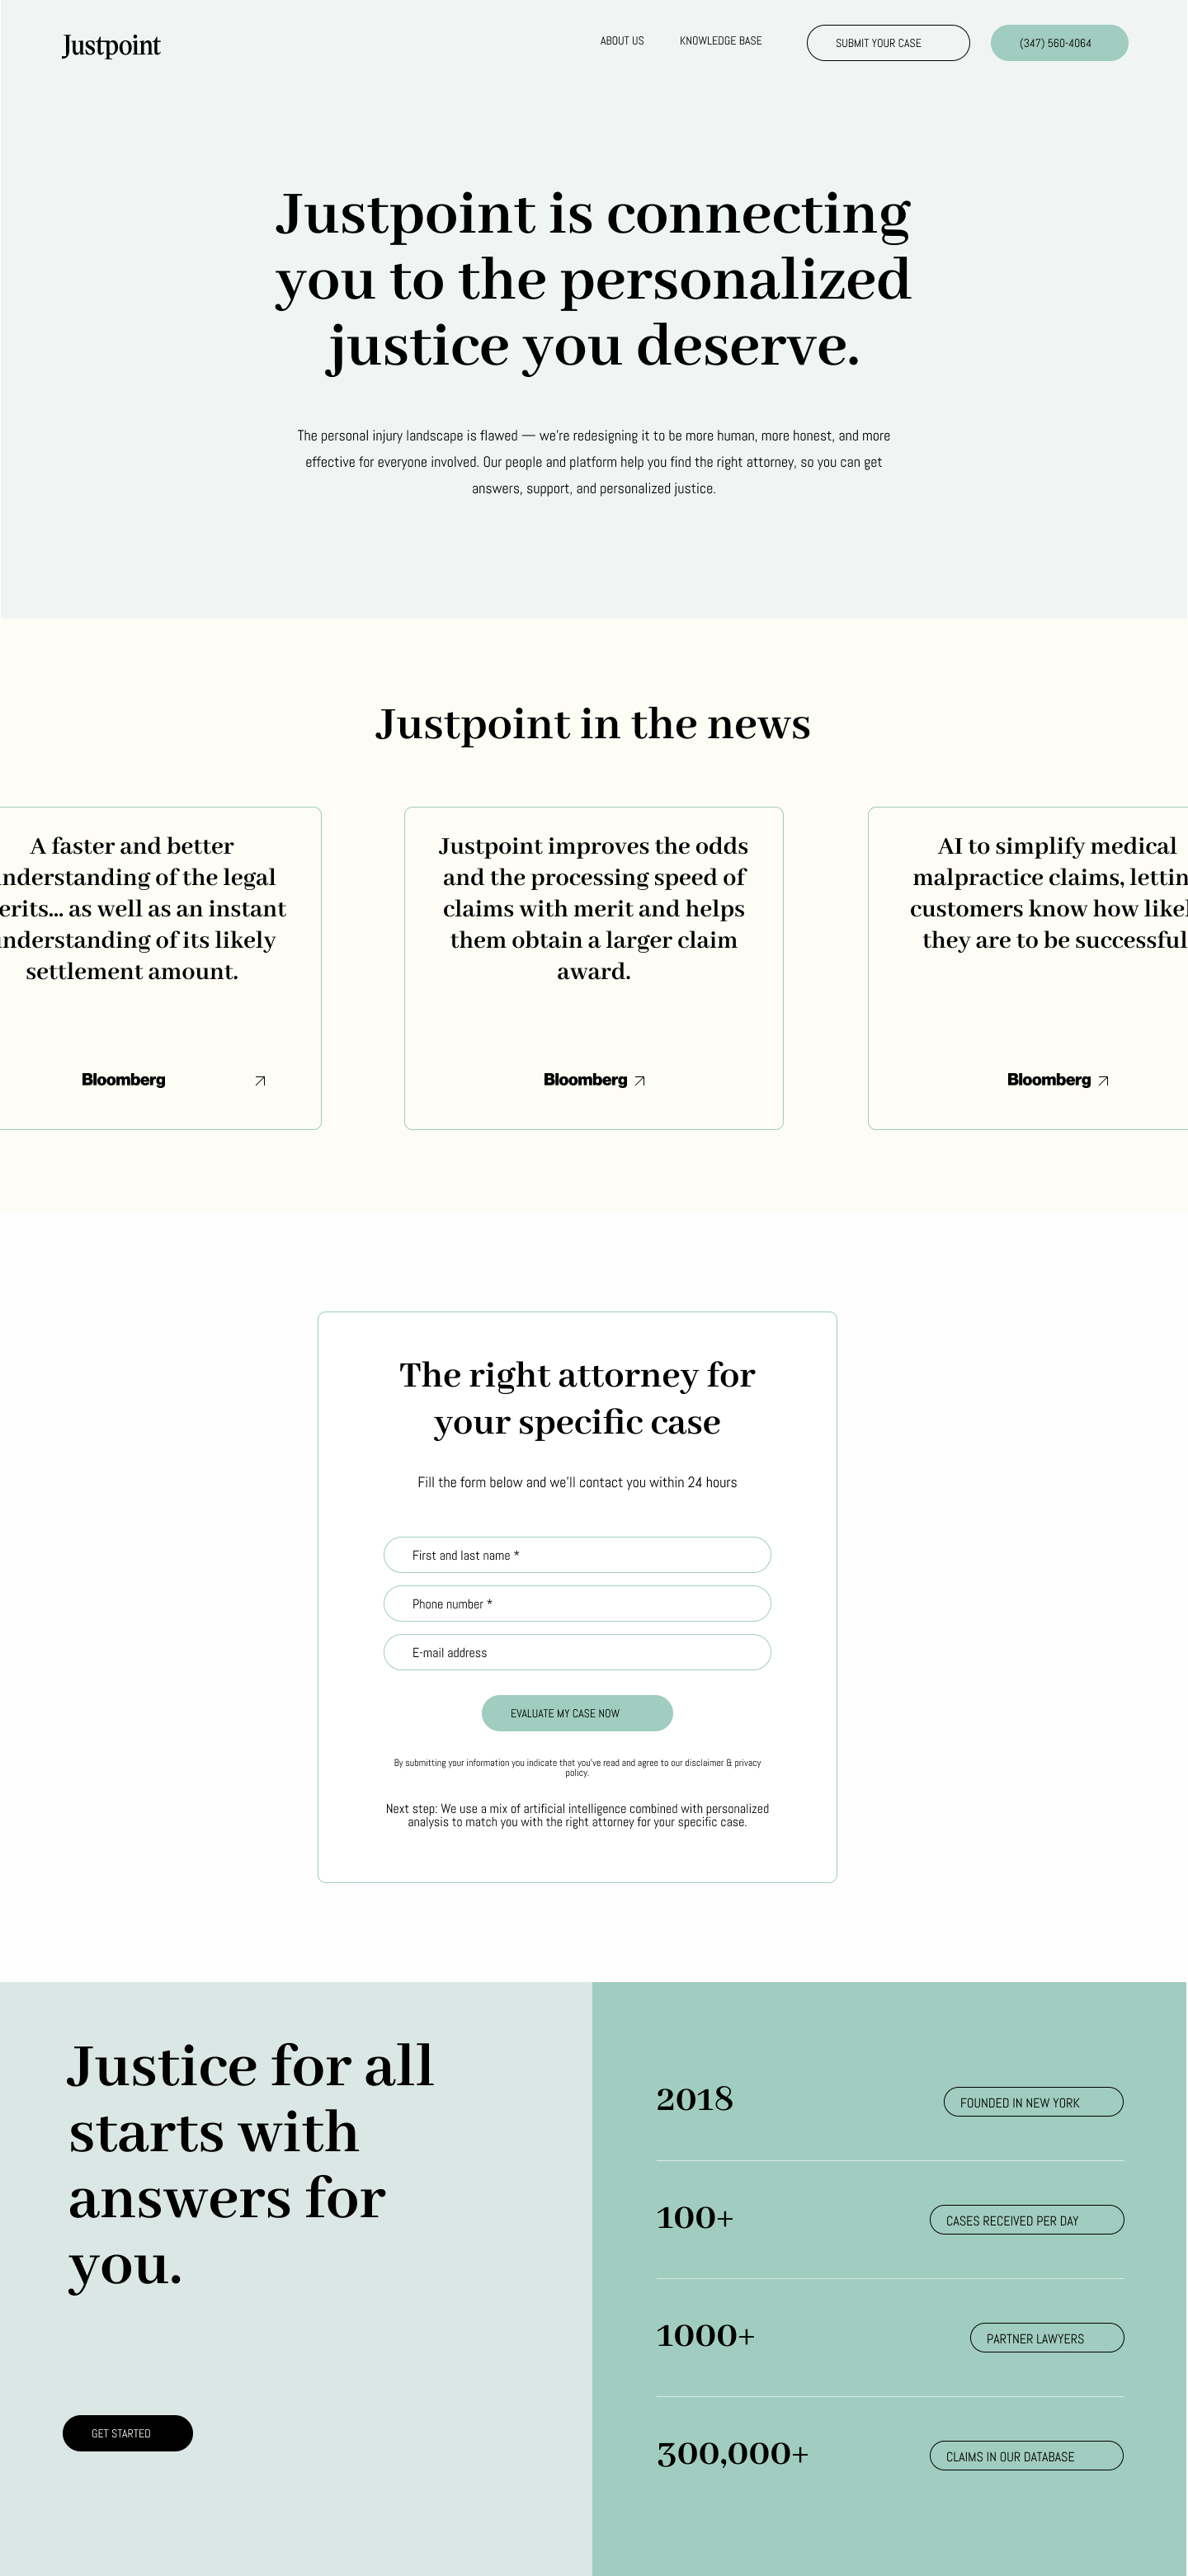 Justpoint
ABOUT US
KNOWLEDGE BASE
SUBMIT YOUR CASE
(347) 560-4064
Justpoint is connecting
you to the personalized
justice you deserve.
The personal injury landscape is flawed — we're redesigning it to be more human, more honest, and more
effective for everyone involved. Our people and platform help you find the right attorney, so you can get
answers, support, and personalized justice.
Justpoint in the news
A faster and better
of the legal
... as well as an instant
of its likely
settlement amount.
Bloomberg
Justpoint improves the odds
and the processing speed of
claims with merit and helps
them obtain a larger claim
award.
Bloomberg
AI to simplify medical
malpractice claims,
customers know how
they are to be successful
Bloomberg
The right attorney for
your specific case
Fill the form below and we'll contact you within 24 hours
First and last name *
Phone number *
E-mail address
EVALUATE MY CASE NOW
By submitting your information you indicate that you've read and agree to our disclaimer & privacy
policy.
Next step: We use a mix of artificial intelligence combined with personalized
analysis to match you with the right attorney for your specific case.
Justice for all
starts with
answers for
you.
GET STARTED
2018
FOUNDED IN NEW YORK
100+
CASES RECEIVED PER DAY
1000+
PARTNER LAWYERS
300,000+
CLAIMS IN OUR DATABASE